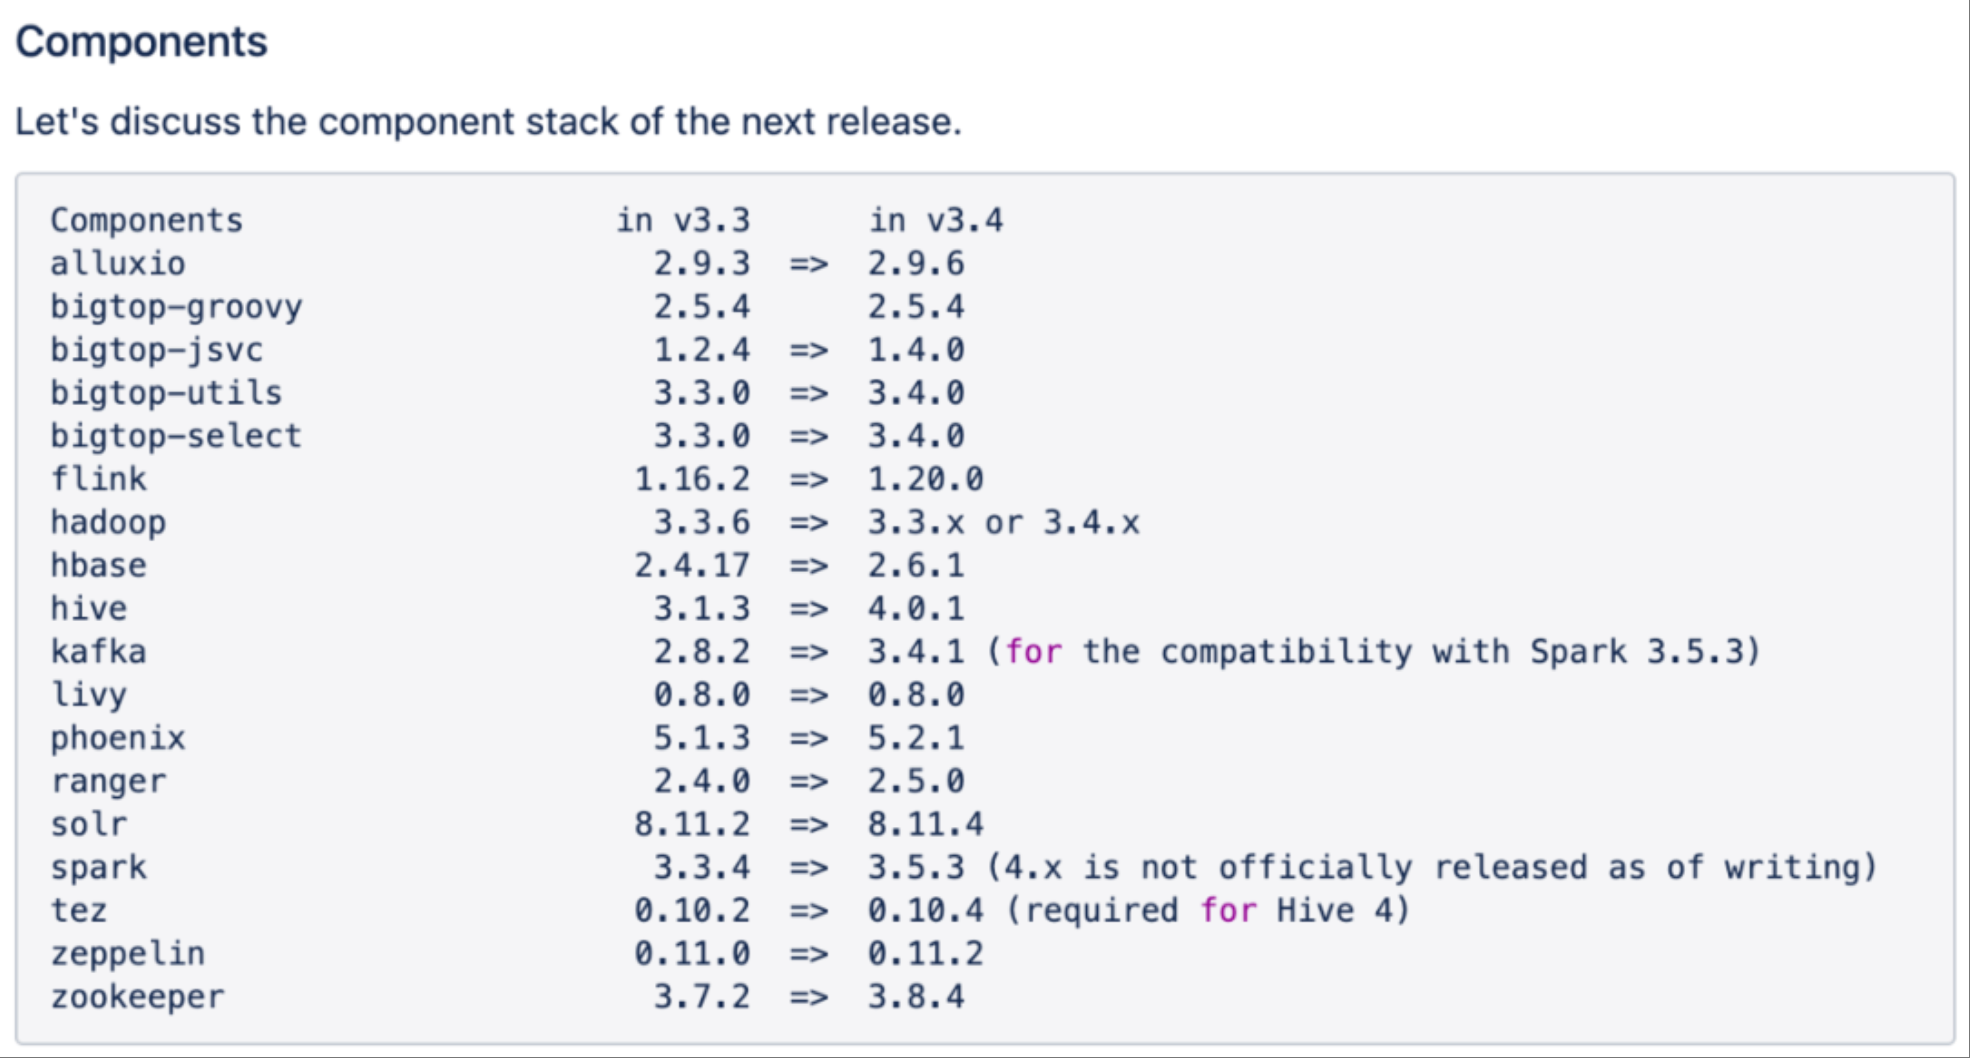 Components
Let's discuss the component stack of the next release.
Components in v3.3 in v3.4
alluxio 2.9.3 => 2.9.6
bigtop-groovy 2.5.4 2.5.4
bigtop-jsvc 1.2.4 => 1.4.0
bigtop-utils 3.3.0 => 3.4.0
bigtop-select 3.3.0 => 3.4.0
flink 1.16.2 => 1.20.0
hadoop 3.3.6 => 3.3.x or 3.4.x
hbase 2.4.17 => 2.6.1
hive 3.1.3 => 4.0.1
kafka 2.8.2 => 3.4.1 (for the compatibility with Spark 3.5.3)
livy 0.8.0 => 0.8.0
phoenix 5.1.3 => 5.2.1
ranger 2.4.0 => 2.5.0
solr 8.11.2 => 8.11.4
spark 3.3.4 => 3.5.3 (4.x is not officially released as of writing)
tez 0.10.2 => 0.10.4 (required for Hive 4)
zeppelin 0.11.0 => 0.11.2
zookeeper 3.7.2 => 3.8.4